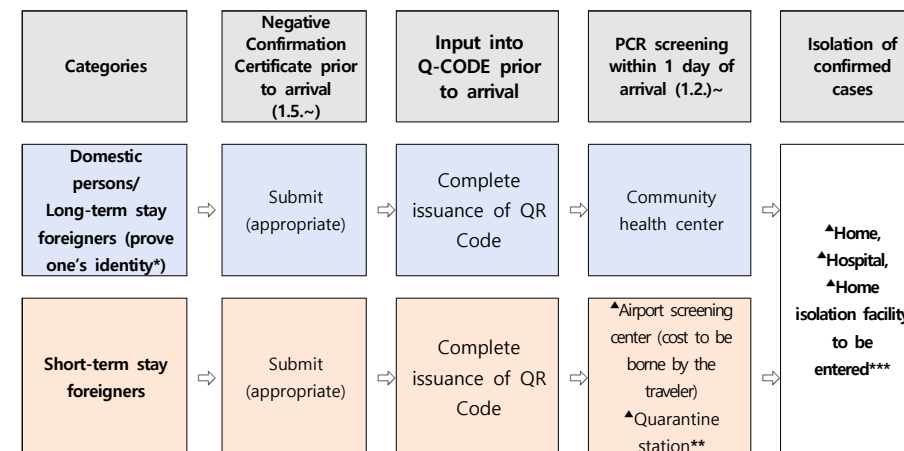 Categories
Negative
Confirmation
Certificate prior
to arrival
(1.5.~)
Input into
Q-CODE prior
to arrival
PCR screening
within 1 day of
arrival (1.2.)~
Isolation of
confirmed
cases
Domestic
persons/
Long-term stay
foreigners (prove
one's identity*)
⇨
Submit
(appropriate)
⇨
Complete
issuance of QR
Code
⇨
Community
health center
⇨
▲Home,
▲Hospital,
▲Home
isolation facility
to be
entered***
Short-term stay
foreigners
⇨
Submit
(appropriate)
⇨
Complete
issuance of QR
Code
⇨
▲Airport screening
center (cost to be
borne by the
traveler)
▲Quarantine
station**
⇨